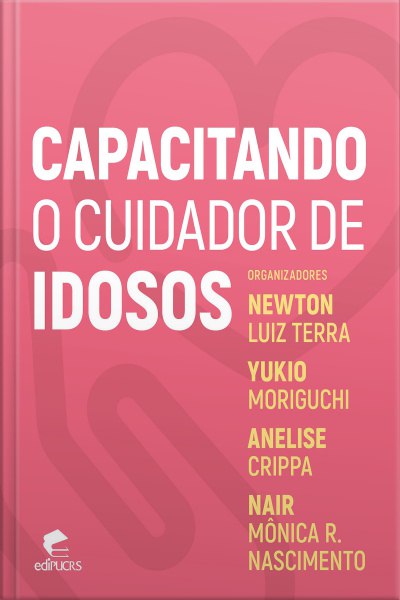 CAPACITANDO
O CUIDADOR DE
IDOSOS
ORGANIZADORES
NEWTON
LUIZ TERRA
YUKIO
MORIGUCHI
ANELISE
CRIPPA
NAIR
MÔNICA R.
NASCIMENTO
ediPUCRS